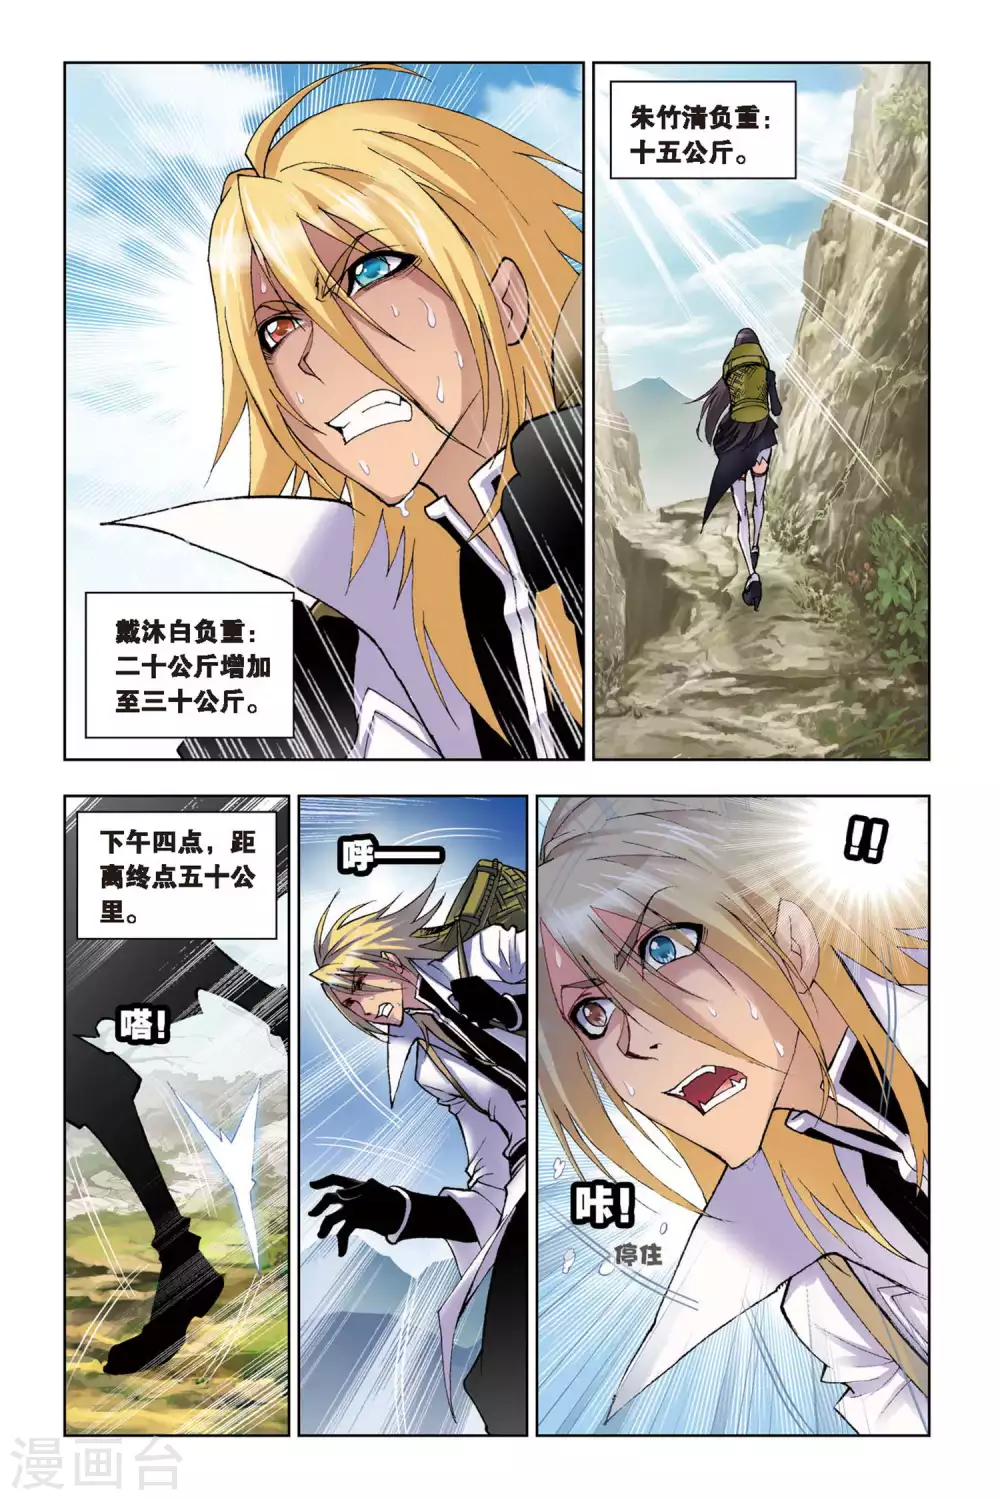 戴沐白负重：
二十公斤增加
至三十公斤。
朱竹清负重：
十五公斤。
下午四点，距
离终点五十公
里。
嗒！
呼——
!!
咔！
停住
漫画台